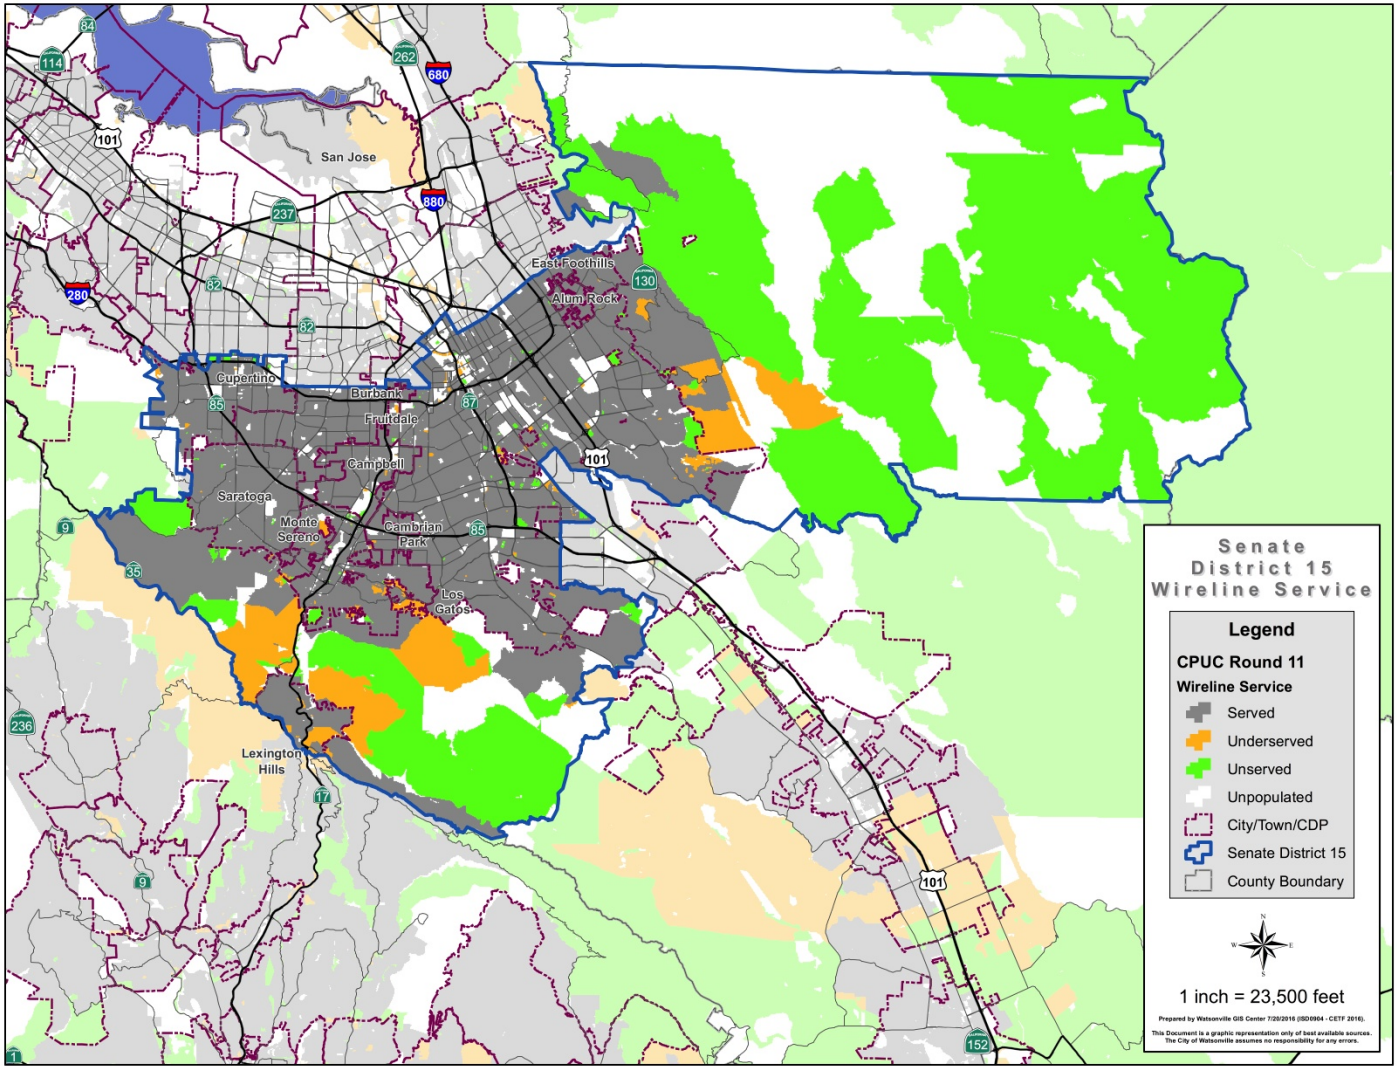 84
114
CALIFORNIA
262
680
101
San Jose
880
237
East Foothills
130
Alum Rock
82
280
82
Cupertino
Burbank
85
87
Fruitdale
Campbell
101
Saratoga
Monte
Sereno
Cambrian
Park
85
9
35
Los
Gatos
236
Lexington
Hills
17
9
101
152
1
Senate
District 15
Wireline Service
Legend
CPUC Round 11
Wireline Service
Served
Underserved
Unserved
Unpopulated
City/Town/CDP
Senate District 15
County Boundary
N
W E
S
1 inch = 23,500 feet
Prepared by Watsonville GIS Center 7/20/2016 (ISD0904 - CETF 2016).
This Document is a graphic representation only of best available sources.
The City of Watsonville assumes no responsibility for any errors.